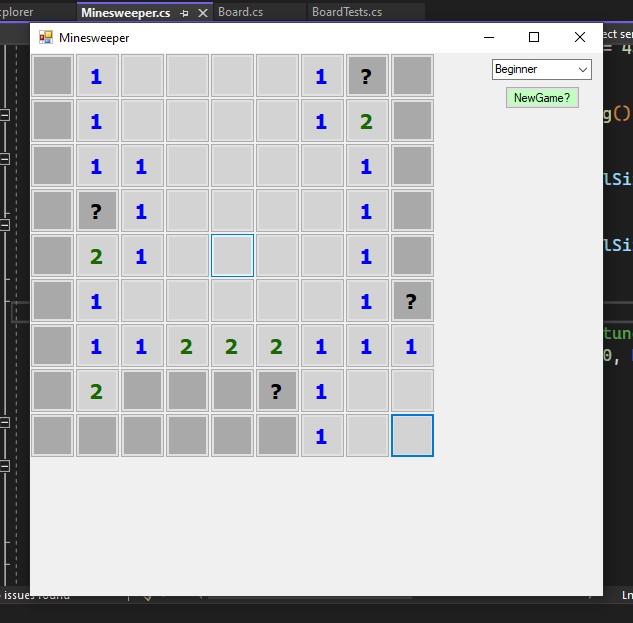 plorer Minesweeper.cs Board.cs BoardTests.cs
Minesweeper
ect ser
= 4
Beginner
NewGame?
1 1 ?
1 1 2
g()
1 1 1
lSi
? 1 1
2 1 1
lSi
1 1 ?
1 1 2 2 2 1 1 1
tun
0,
2 ? 1
1
issues found
Ln